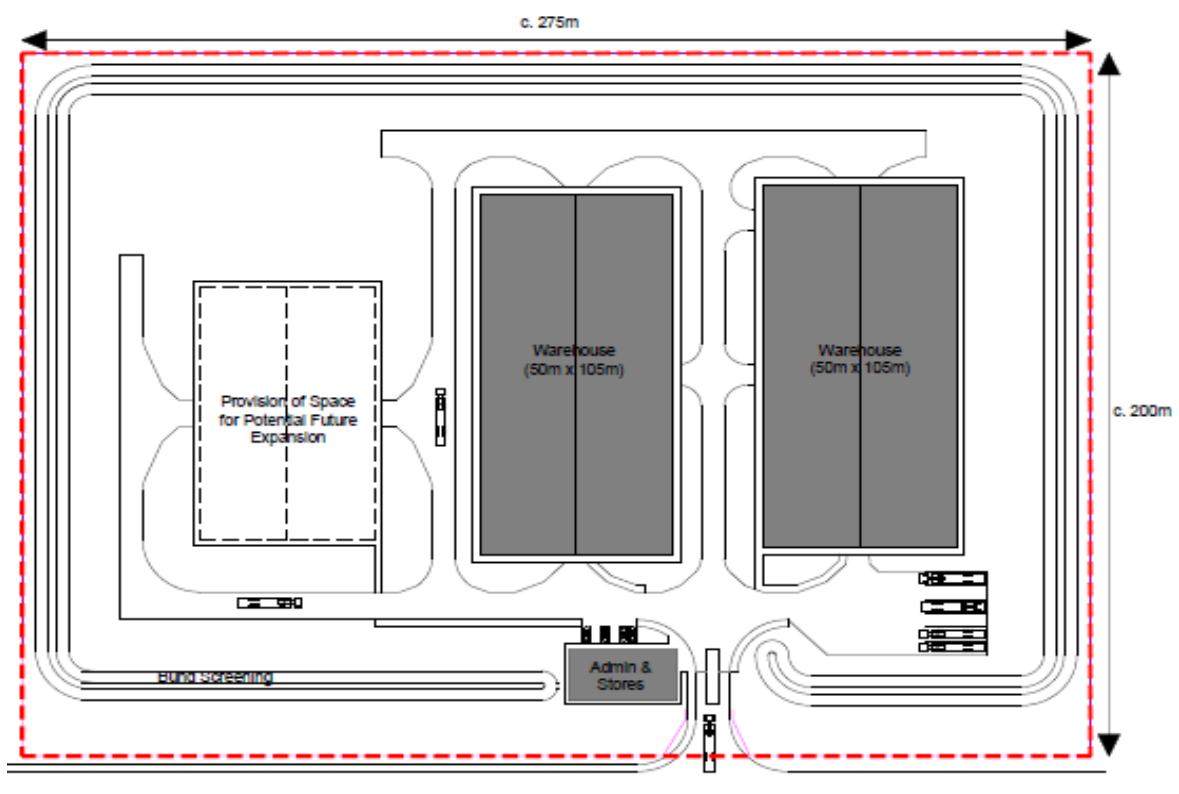 c. 275m
Warehouse
(50m x 105m)
Warehouse
(50m x 105m)
Provision of Space
for Potential Future
Expansion
c. 200m
Admin &
Stores
Bund Screening